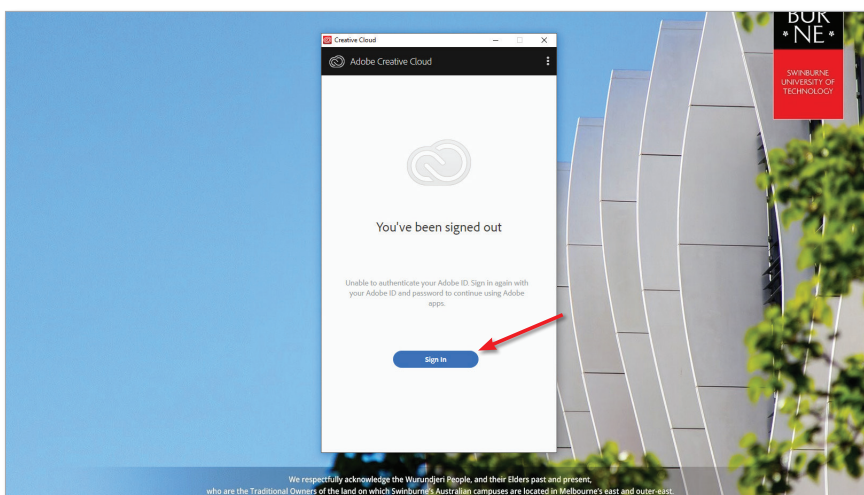 Creative Cloud
Adobe Creative Cloud
BUR
* NE *
SWINBURNE
UNIVERSITY OF
TECHNOLOGY
You've been signed out
Unable to authenticate your Adobe ID. Sign in again with
your Adobe ID and password to continue using Adobe
apps.
Sign In
We respectfully acknowledge the Wurundjeri People, and their Elders past and present,
who are the Traditional Owners of the land on which Swinburne's Australian campuses are located in Melbourne's east and outer-east.